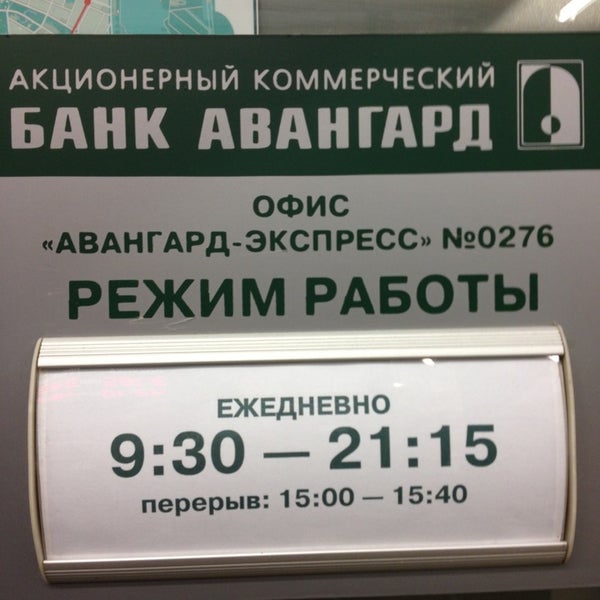 АКЦИОНЕРНЫЙ КОММЕРЧЕСКИЙ
БАНК АВАНГАРД
ОФИС
«АВАНГАРД-ЭКСПРЕСС» №0276
РЕЖИМ РАБОТЫ
ЕЖЕДНЕВНО
9:30 — 21:15
перерыв: 15:00 — 15:40